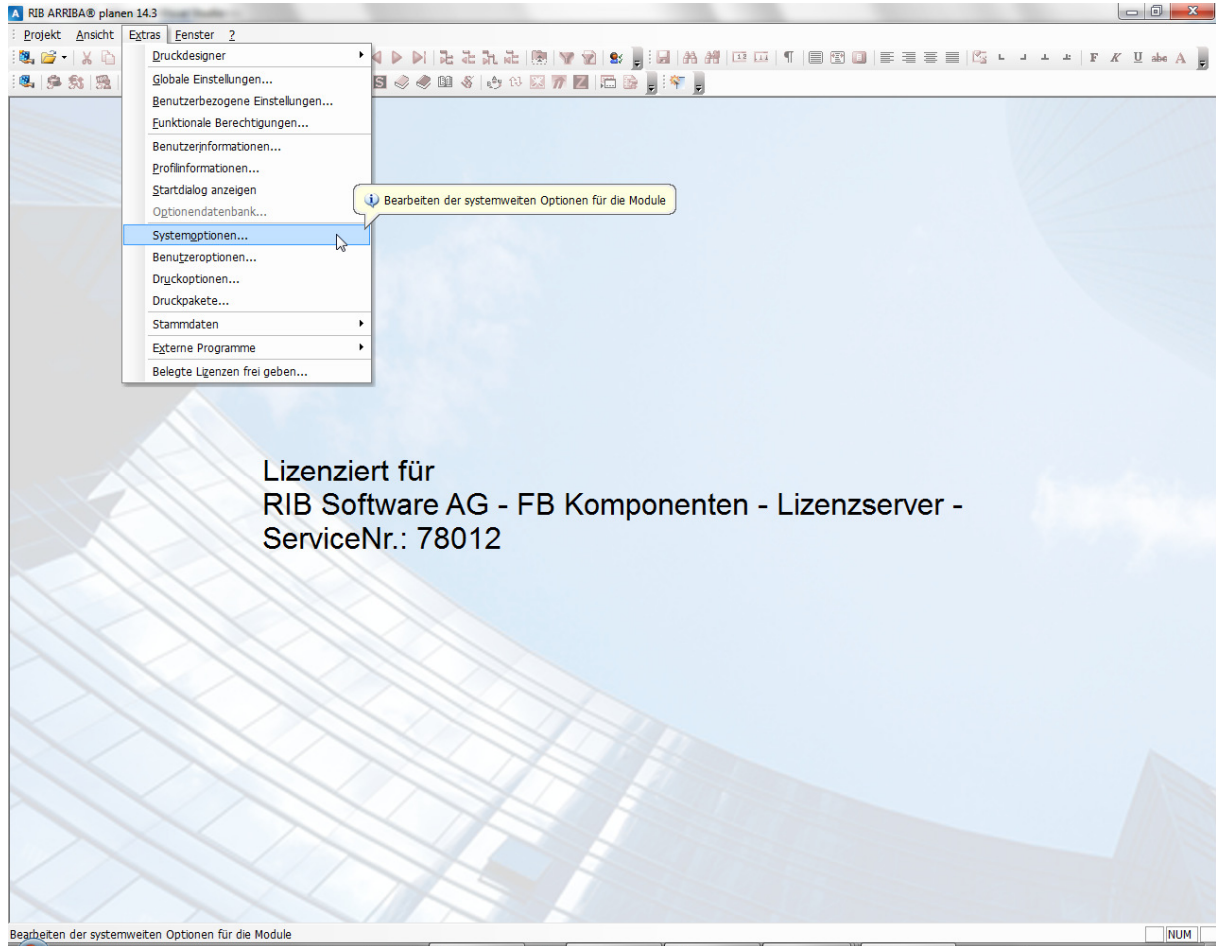 RIB ARRIBA® planen 14.3
Projekt Ansicht Extras Fenster ?
Druckdesigner
Globale Einstellungen...
Benutzerbezogene Einstellungen...
Funktionale Berechtigungen...
Benutzerinformationen...
Profilinformationen...
Startdialog anzeigen
Optionendatenbank...
Systemoptionen...
Benutzeroptionen...
Druckoptionen...
Druckpakete...
Stammdaten
Externe Programme
Belegte Lizenzen frei geben...
Bearbeiten der systemweiten Optionen für die Module
Lizenziert für
RIB Software AG - FB Komponenten - Lizenzserver -
ServiceNr.: 78012
Bearbeiten der systemweiten Optionen für die Module
NUM